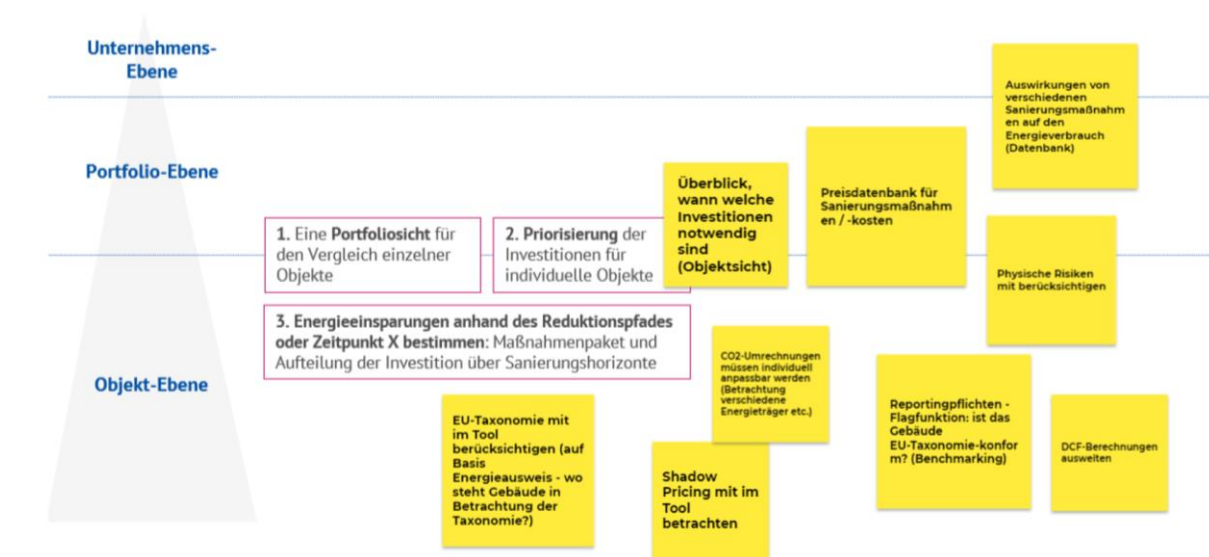 Unternehmens-
Ebene
Auswirkungen von
verschiedenen
Sanierungsmaßnahm
en auf den
Energieverbrauch
(Datenbank)
Portfolio-Ebene
Überblick,
wann welche
Investitionen
notwendig
sind
(Objektsicht)
Preisdatenbank für
Sanierungsmaßnahm
en / -kosten
1. Eine Portfoliosicht für
den Vergleich einzelner
Objekte
2. Priorisierung der
Investitionen für
individuelle Objekte
Physische Risiken
mit berücksichtigen
3. Energieeinsparungen anhand des Reduktionspfades
oder Zeitpunkt X bestimmen: Maßnahmenpaket und
Aufteilung der Investition über Sanierungshorizonte
Objekt-Ebene
CO2-Umrechnungen
müssen individuell
anpassbar werden
(Betrachtung
verschiedene
Energieträger etc.)
EU-Taxonomie mit
im Tool
berücksichtigen (auf
Basis
Energieausweis - wo
steht Gebäude in
Betrachtung der
Taxonomie?)
Shadow
Pricing mit im
Tool
betrachten
Reportingpflichten -
Flagfunktion: ist das
Gebäude
EU-Taxonomie-konfor
m? (Benchmarking)
DCF-Berechnungen
ausweiten